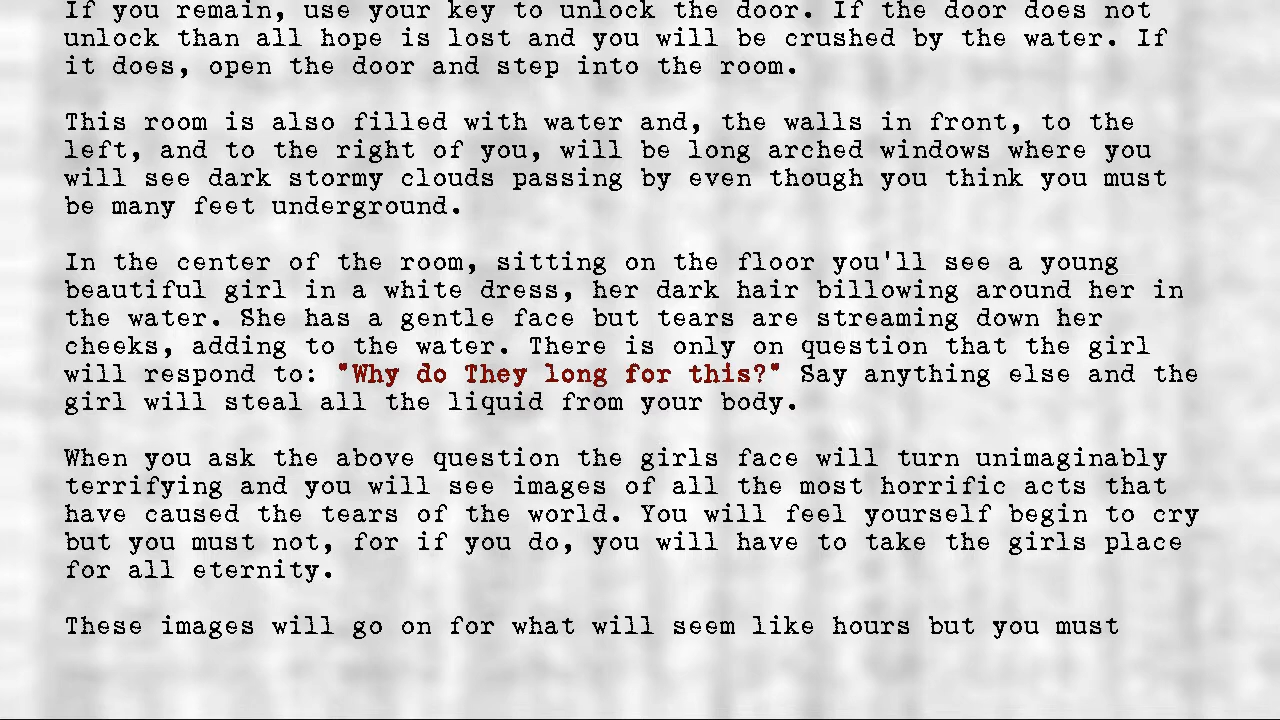 If you remain, use your key to unlock the door. If the door does not
unlock than all hope is lost and you will be crushed by the water. If
it does, open the door and step into the room.
This room is also filled with water and, the walls in front, to the
left, and to the right of you, will be long arched windows where you
will see dark stormy clouds passing by even though you think you must
be many feet underground.
In the center of the room, sitting on the floor you'll see a young
beautiful girl in a white dress, her dark hair billowing around her in
the water. She has a gentle face but tears are streaming down her
cheeks, adding to the water. There is only on question that the girl
will respond to: "Why do They long for this?" Say anything else and the
girl will steal all the liquid from your body.
When you ask the above question the girls face will turn unimaginably
terrifying and you will see images of all the most horrific acts that
have caused the tears of the world. You will feel yourself begin to cry
but you must not, for if you do, you will have to take the girls place
for all eternity.
These images will go on for what will seem like hours but you must